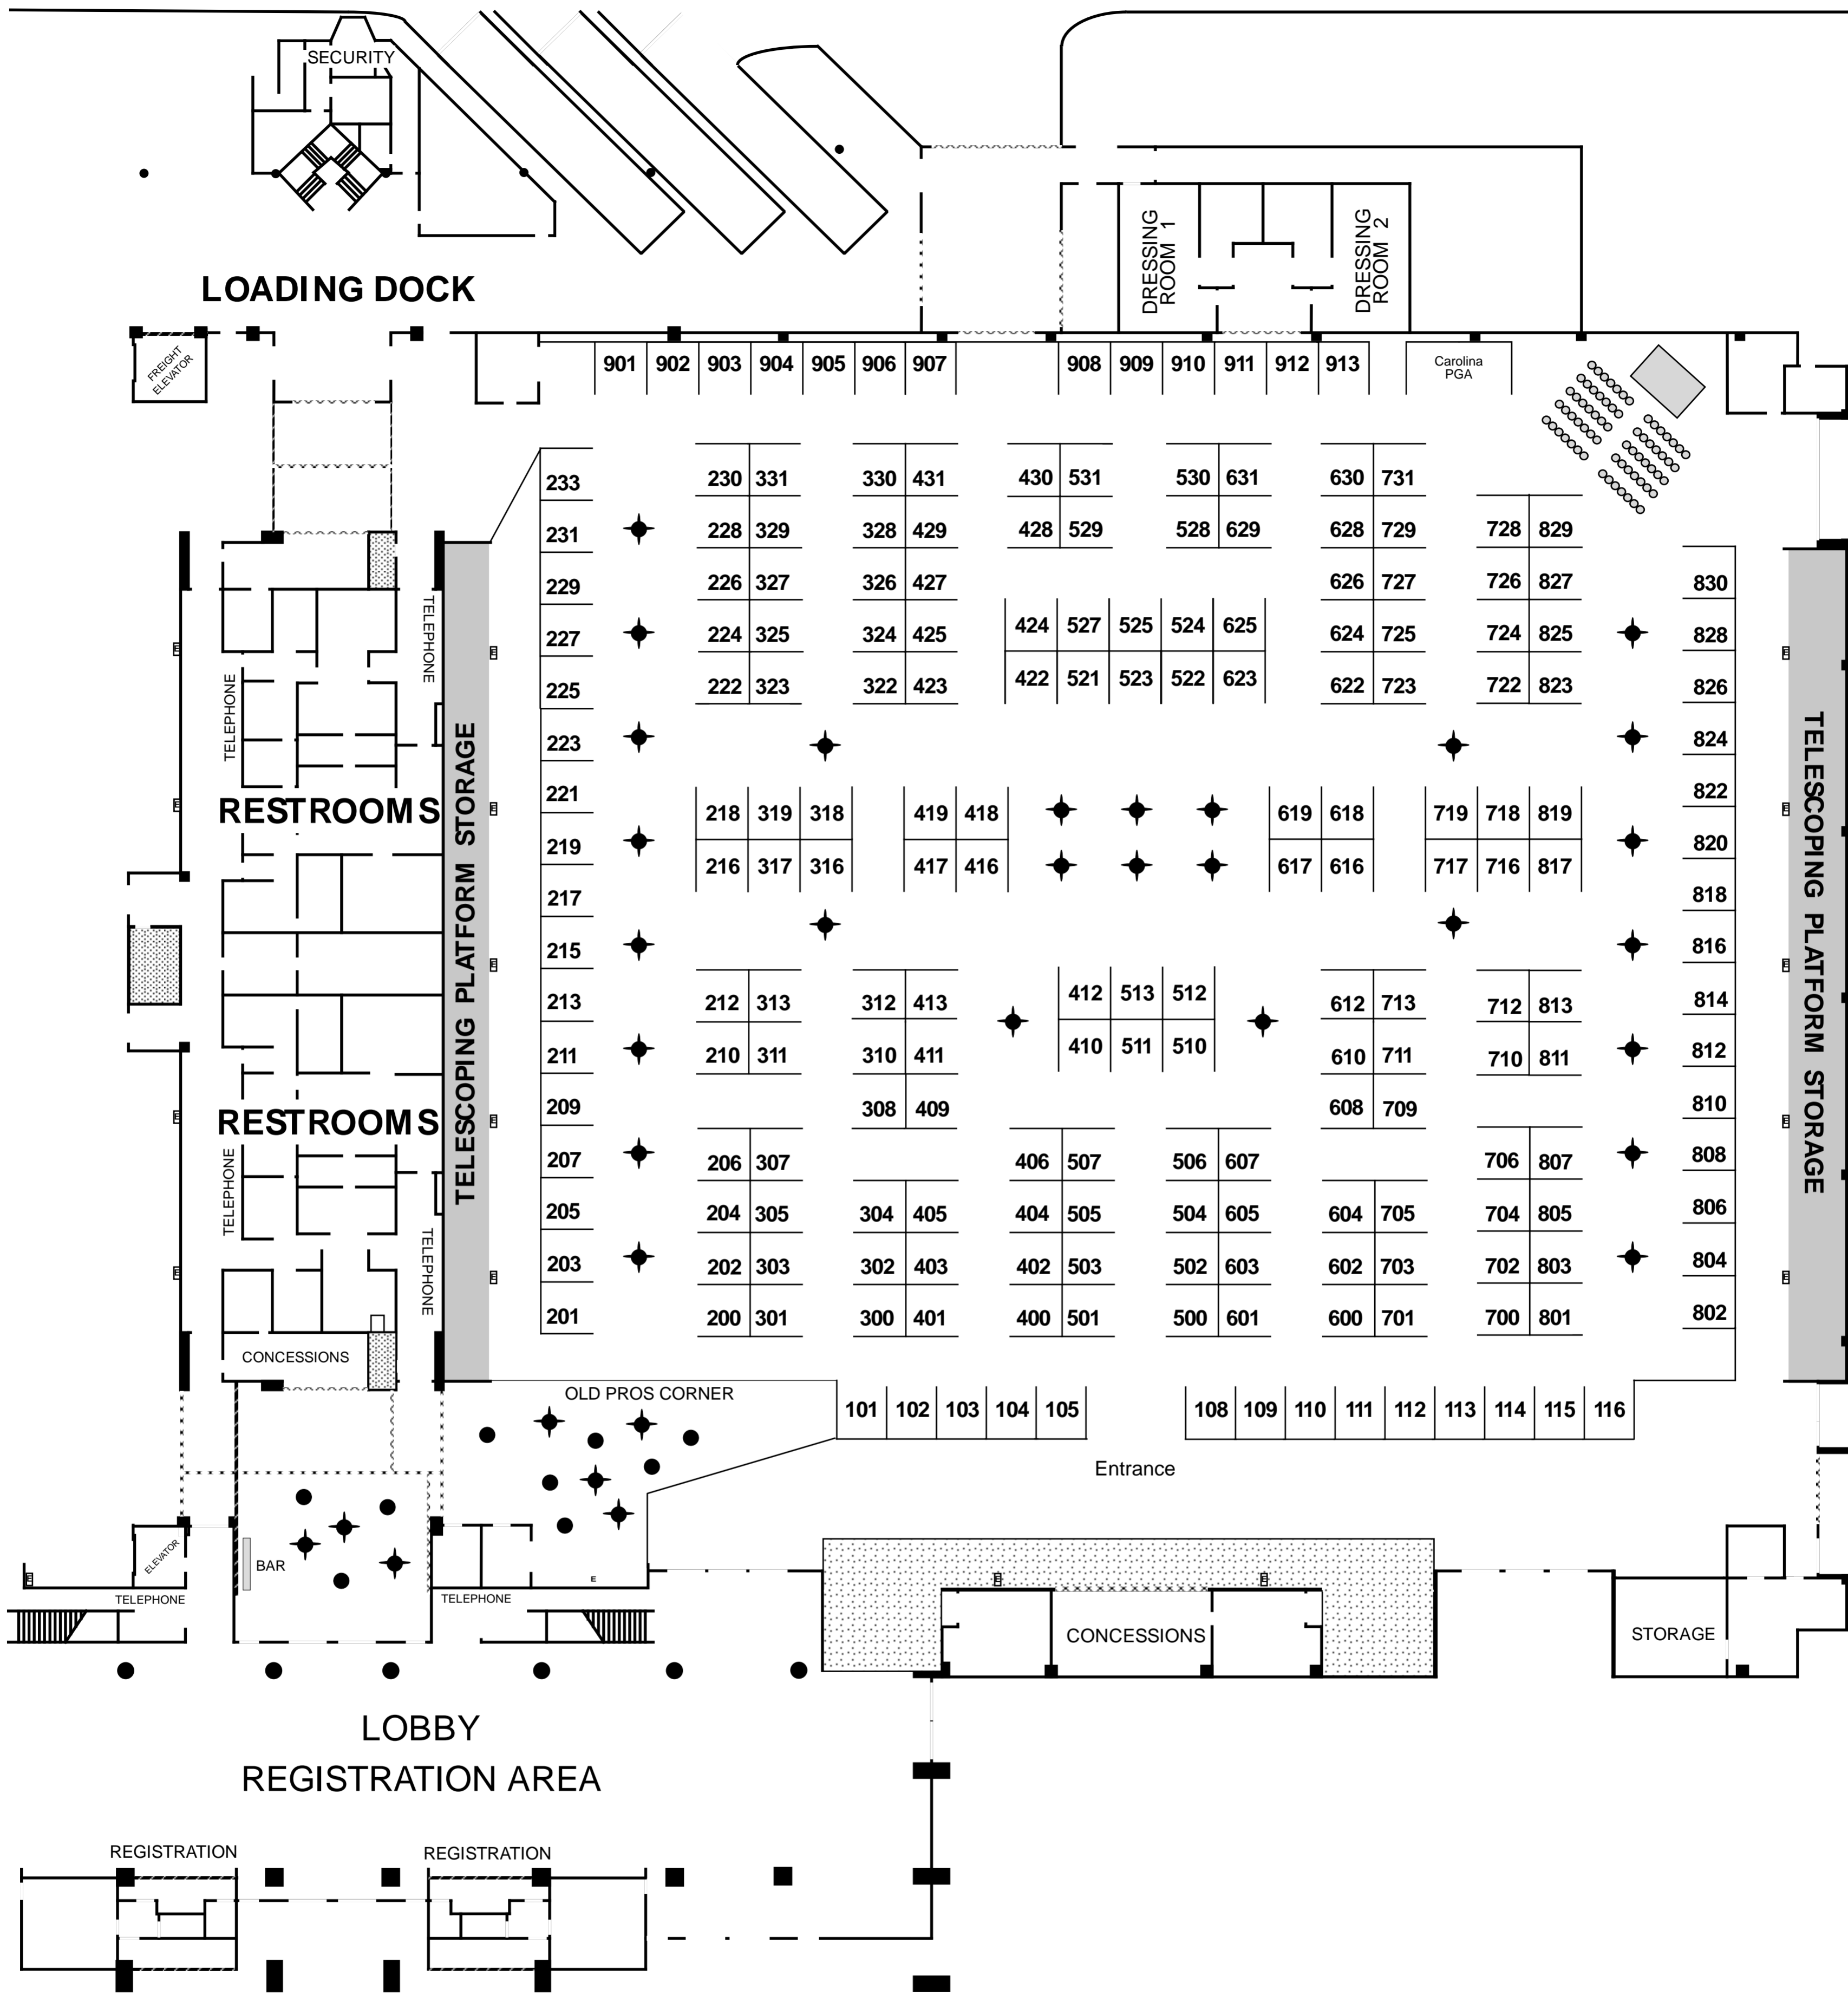 SECURITY
DRESSING
ROOM 1
DRESSING
ROOM 2
LOADING DOCK
FREIGHT
ELEVATOR
901 902 903 904 905 906 907 908 909 910 911 912 913
Carolina
PGA
233 230 331 330 431 430 531 530 631 630 731
231 228 329 328 429 428 529 528 629 628 729 728 829
229 226 327 326 427 626 727 726 827 830
227 224 325 324 425 424 527 525 524 625 624 725 724 825 828
225 222 323 322 423 422 521 523 522 623 622 723 722 823 826
TELEPHONE
TELEPHONE
223 824
221 822
RESTROOMS
TELESCOPING PLATFORM STORAGE
TELESCOPING PLATFORM STORAGE
218 319 318 419 418 619 618 719 718 819
219 820
216 317 316 417 416 617 616 717 716 817
217 818
215 816
213 212 313 312 413 412 513 512 612 713 712 813 814
211 210 311 310 411 410 511 510 610 711 710 811 812
209 308 409 608 709 810
RESTROOMS
207 206 307 406 507 506 607 706 807 808
TELEPHONE
TELEPHONE
205 204 305 304 405 404 505 504 605 604 705 704 805 806
203 202 303 302 403 402 503 502 603 602 703 702 803 804
201 200 301 300 401 400 501 500 601 600 701 700 801 802
CONCESSIONS
OLD PROS CORNER
101 102 103 104 105 108 109 110 111 112 113 114 115 116
Entrance
ELEVATOR
BAR
E
TELEPHONE
TELEPHONE
CONCESSIONS
STORAGE
LOBBY
REGISTRATION AREA
REGISTRATION
REGISTRATION